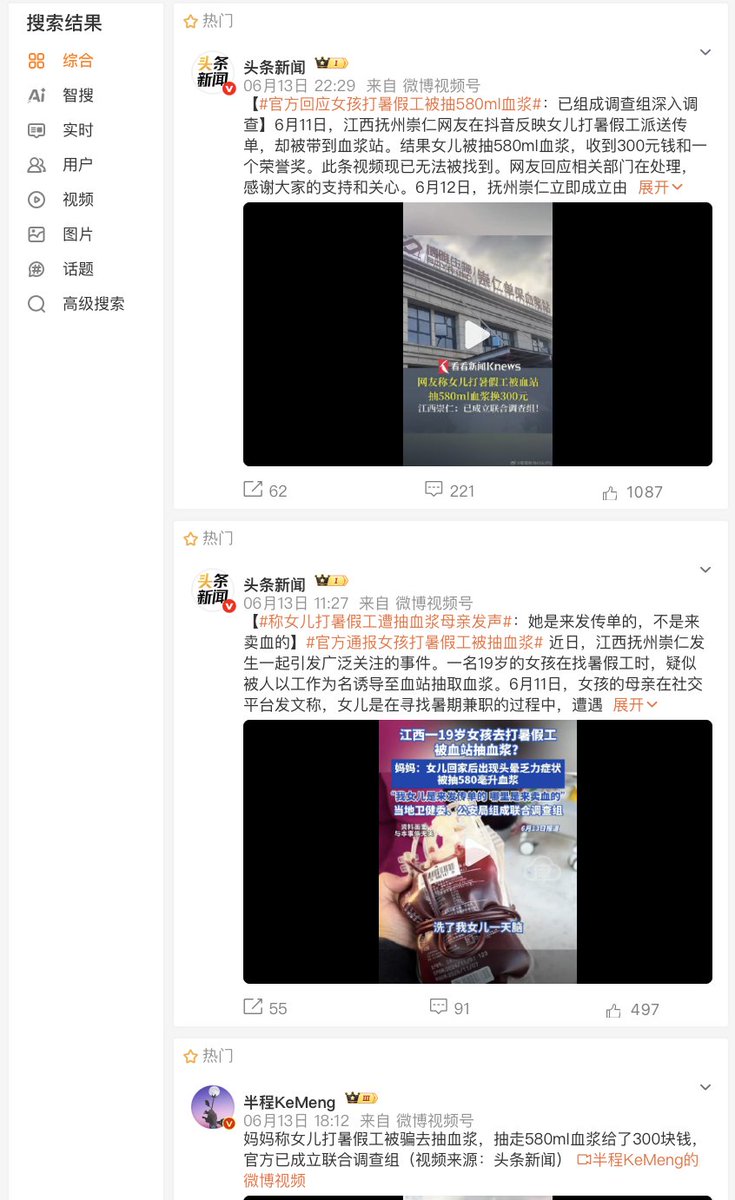 搜索结果
综合
Ai 智搜
实时
用户
视频
图片
话题
高级搜索
热门
头条新闻
06月13日 22:29 来自 微博视频号
【#官方回应女孩打暑假工被抽580ml血浆#：已组成调查组深入调
查】6月11日，江西抚州崇仁网友在抖音反映女儿打暑假工派送传
单，却被带到血浆站。结果女儿被抽580ml血浆，收到300元钱和一
个荣誉奖。此条视频现已无法被找到。网友回应相关部门在处理，
感谢大家的支持和关心。6月12日，抚州崇仁立即成立由 展开
崇仁单采血浆站
看看新闻Knews
网友称女儿打暑假工被血站
抽580ml血浆换300元
江西崇仁：已成立联合调查组！
62
221
1087
热门
头条新闻
06月13日 11:27 来自 微博视频号
【#称女儿打暑假工遭抽血浆母亲发声#：她是来发传单的，不是来
卖血的】#官方通报女孩打暑假工被抽血浆# 近日，江西抚州崇仁发
生一起引发广泛关注的事件。一名19岁的女孩在找暑假工时，疑似
被人以工作为名诱导至血站抽取血浆。6月11日，女孩的母亲在社交
平台发文称，女儿是在寻找暑期兼职的过程中，遭遇 展开
江西一19岁女孩去打暑假工
被血站抽血浆？
妈妈：女儿回家后出现头晕乏力症状
被抽580毫升血浆
“我女儿是来发传单的 哪里是来卖血的”
当地卫健委、公安局组成联合调查组
资料画面
与本事件无关
6月13日报道
洗了我女儿一天脑
55
91
497
热门
半程KeMeng
06月13日 18:12 来自 微博视频号
妈妈称女儿打暑假工被骗去抽血浆，抽走580ml血浆给了300块钱，
官方已成立联合调查组（视频来源：头条新闻） 半程KeMeng的
微博视频